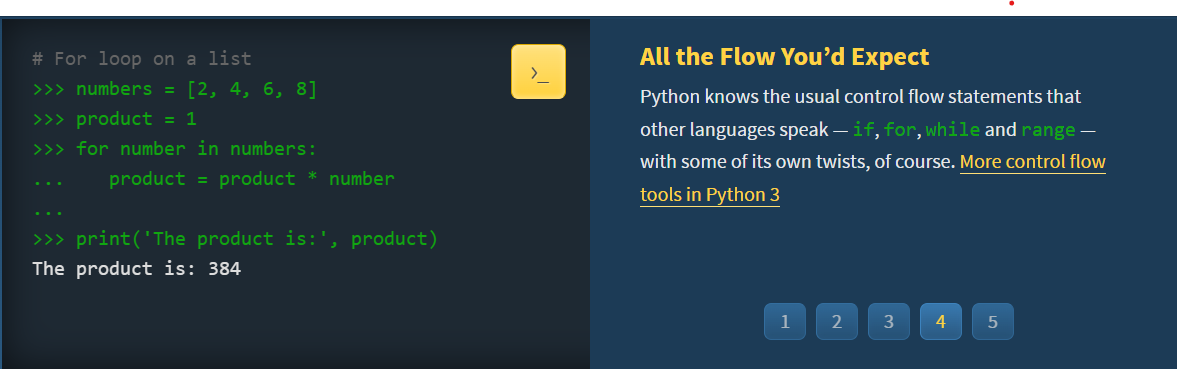 # For loop on a list
>>> numbers = [2, 4, 6, 8]
>>> product = 1
>>> for number in numbers:
...    product = product * number
...
>>> print('The product is:', product)
The product is: 384
>_
All the Flow You’d Expect
Python knows the usual control flow statements that
other languages speak — if, for, while and range —
with some of its own twists, of course. More control flow
tools in Python 3
1 2 3 4 5